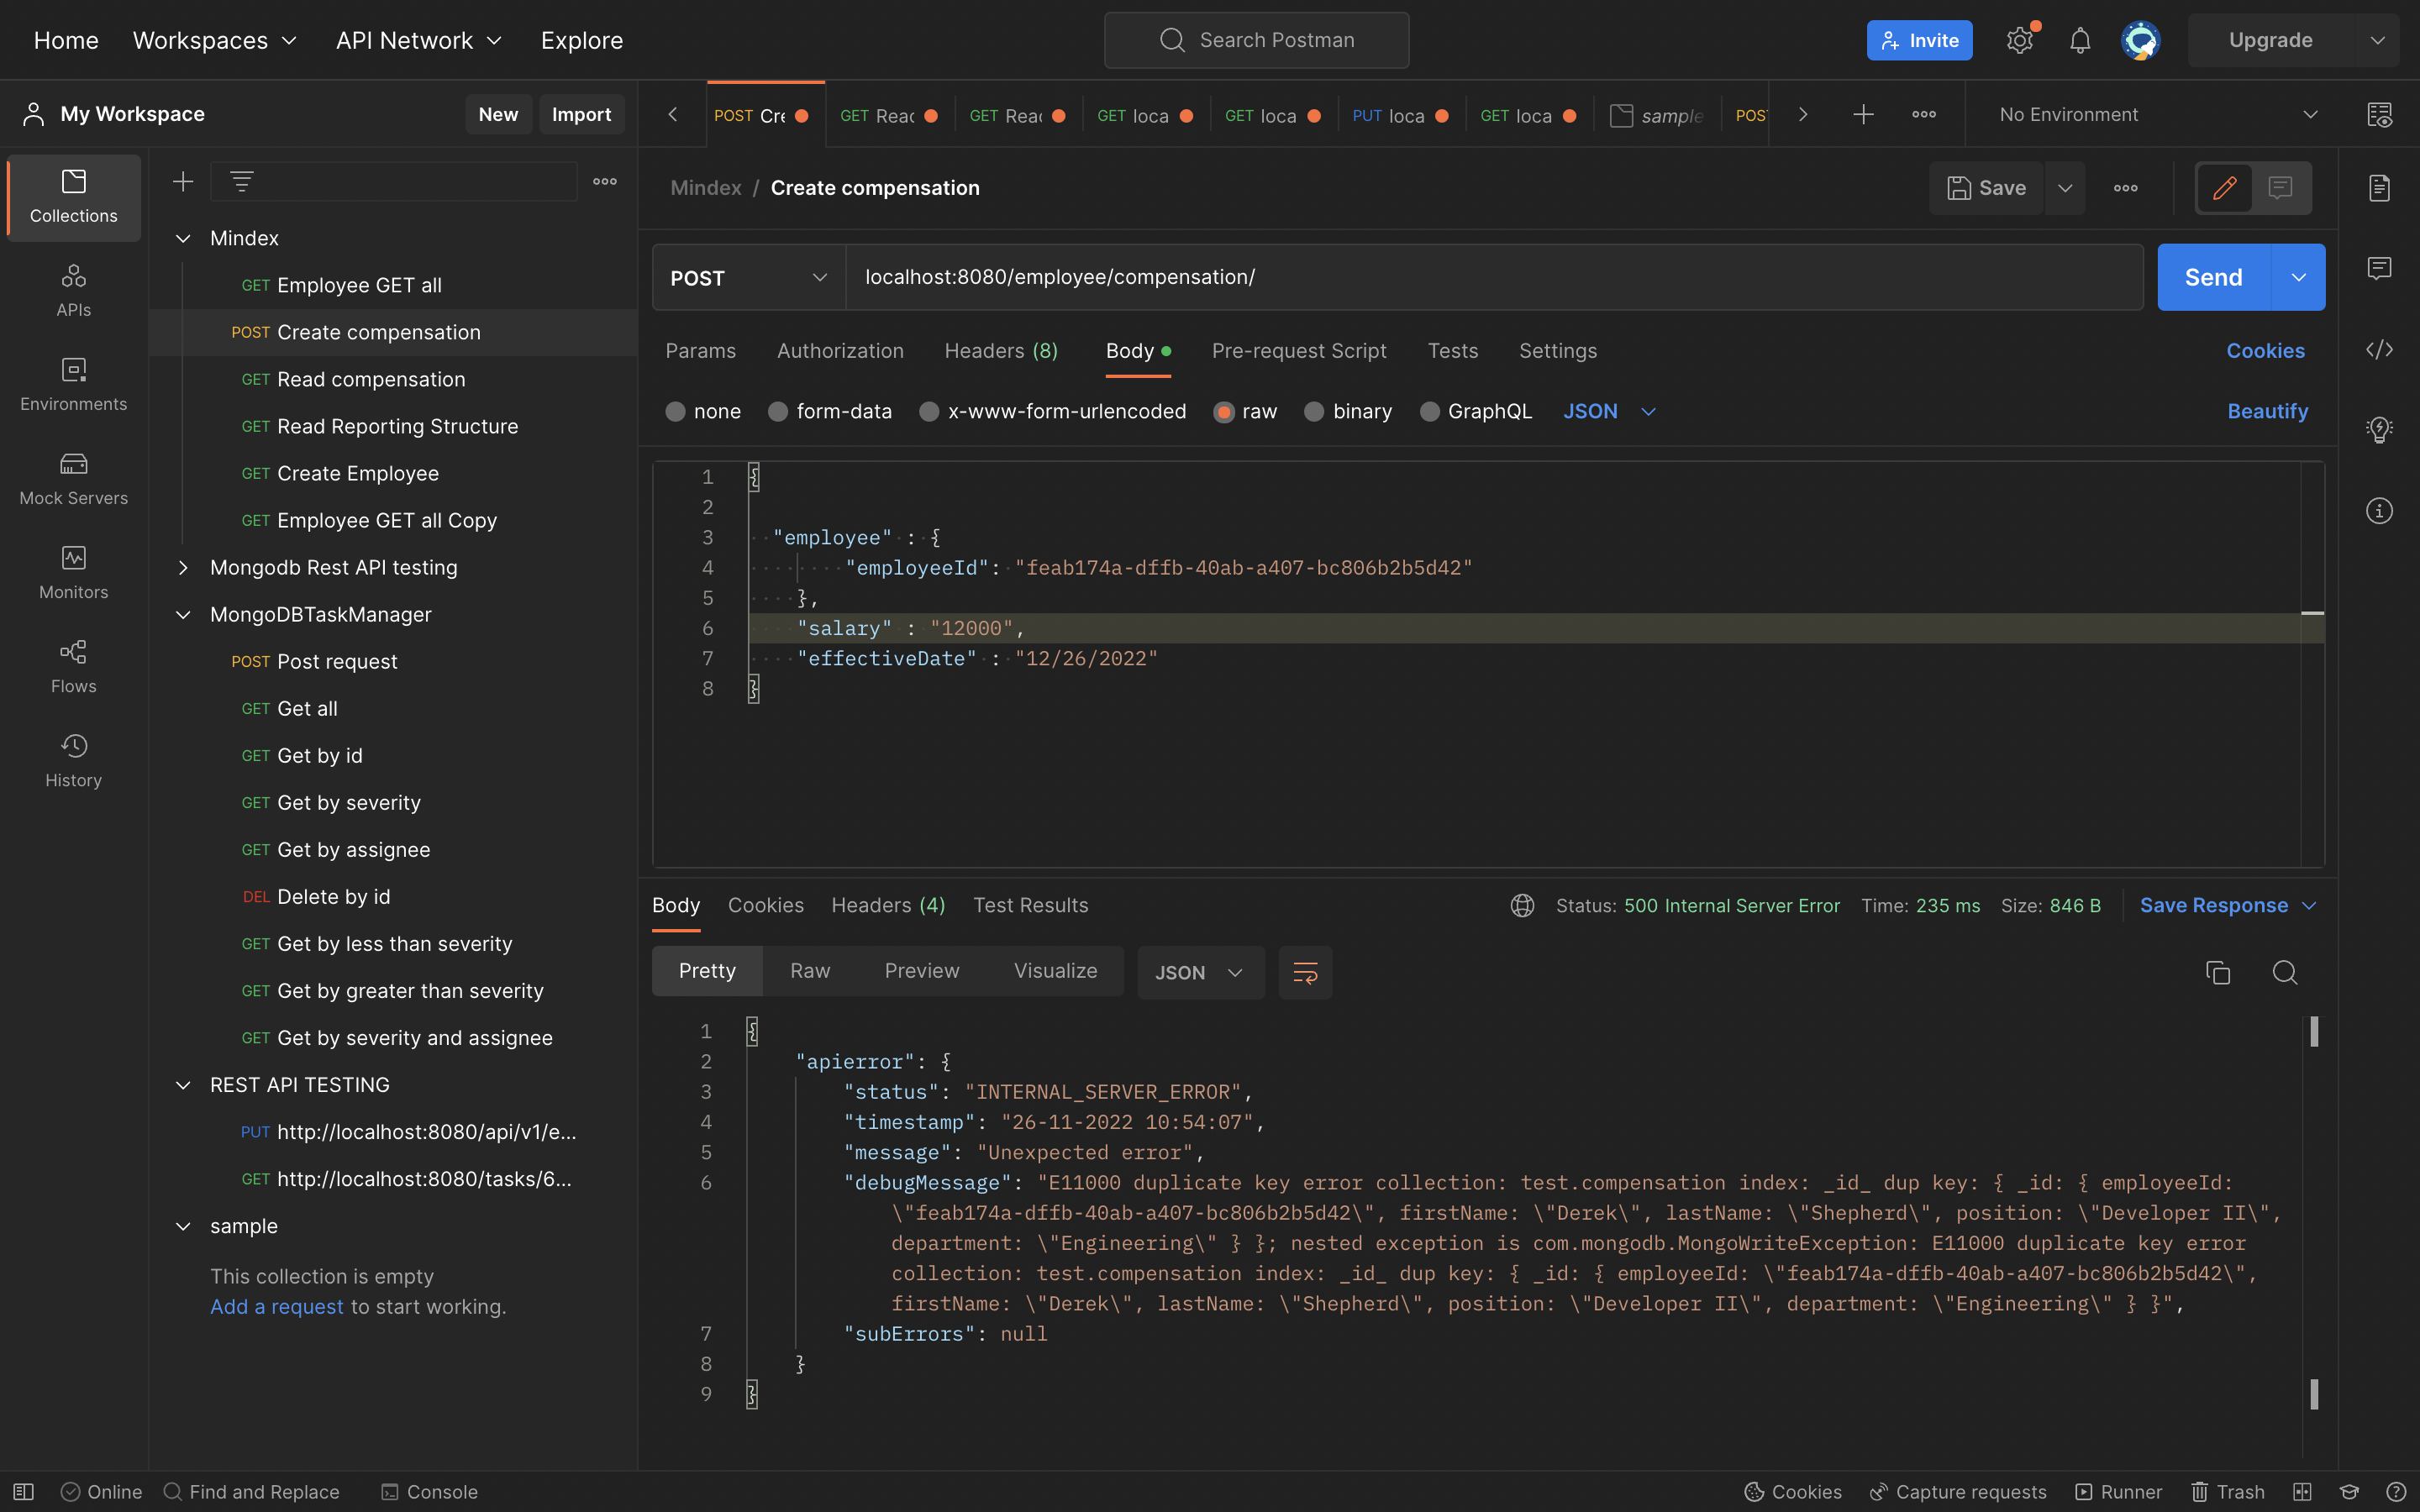 Home Workspaces API Network Explore
Search Postman
Invite
Upgrade
My Workspace
New Import
POST Cre GET Read GET Read GET loca GET loca PUT loca GET loca sample POST
No Environment
Collections
APIs
Environments
Mock Servers
Monitors
Flows
History
Mindex
GET Employee GET all
POST Create compensation
GET Read compensation
GET Read Reporting Structure
GET Create Employee
GET Employee GET all Copy
Mongodb Rest API testing
MongoDBTaskManager
POST Post request
GET Get all
GET Get by id
GET Get by severity
GET Get by assignee
DEL Delete by id
GET Get by less than severity
GET Get by greater than severity
GET Get by severity and assignee
REST API TESTING
PUT http://localhost:8080/api/v1/e...
GET http://localhost:8080/tasks/6...
sample
This collection is empty
Add a request to start working.
Mindex / Create compensation
Save
POST localhost:8080/employee/compensation/
Send
Params Authorization Headers (8) Body Pre-request Script Tests Settings Cookies
none form-data x-www-form-urlencoded raw binary GraphQL JSON Beautify
1 {
2
3 "employee" : {
4 "employeeId": "feab174a-dffb-40ab-a407-bc806b2b5d42"
5 },
6 "salary" : "12000",
7 "effectiveDate" : "12/26/2022"
8 }
Body Cookies Headers (4) Test Results
Status: 500 Internal Server Error Time: 235 ms Size: 846 B Save Response
Pretty Raw Preview Visualize JSON
1 {
2 "apierror": {
3 "status": "INTERNAL_SERVER_ERROR",
4 "timestamp": "26-11-2022 10:54:07",
5 "message": "Unexpected error",
6 "debugMessage": "E11000 duplicate key error collection: test.compensation index: _id_ dup key: { _id: { employeeId:
\"feab174a-dffb-40ab-a407-bc806b2b5d42\", firstName: \"Derek\", lastName: \"Shepherd\", position: \"Developer II\",
department: \"Engineering\" } }; nested exception is com.mongodb.MongoWriteException: E11000 duplicate key error
collection: test.compensation index: _id_ dup key: { _id: { employeeId: \"feab174a-dffb-40ab-a407-bc806b2b5d42\",
firstName: \"Derek\", lastName: \"Shepherd\", position: \"Developer II\", department: \"Engineering\" } }",
7 "subErrors": null
8 }
9 }
Online Find and Replace Console
Cookies Capture requests Runner Trash